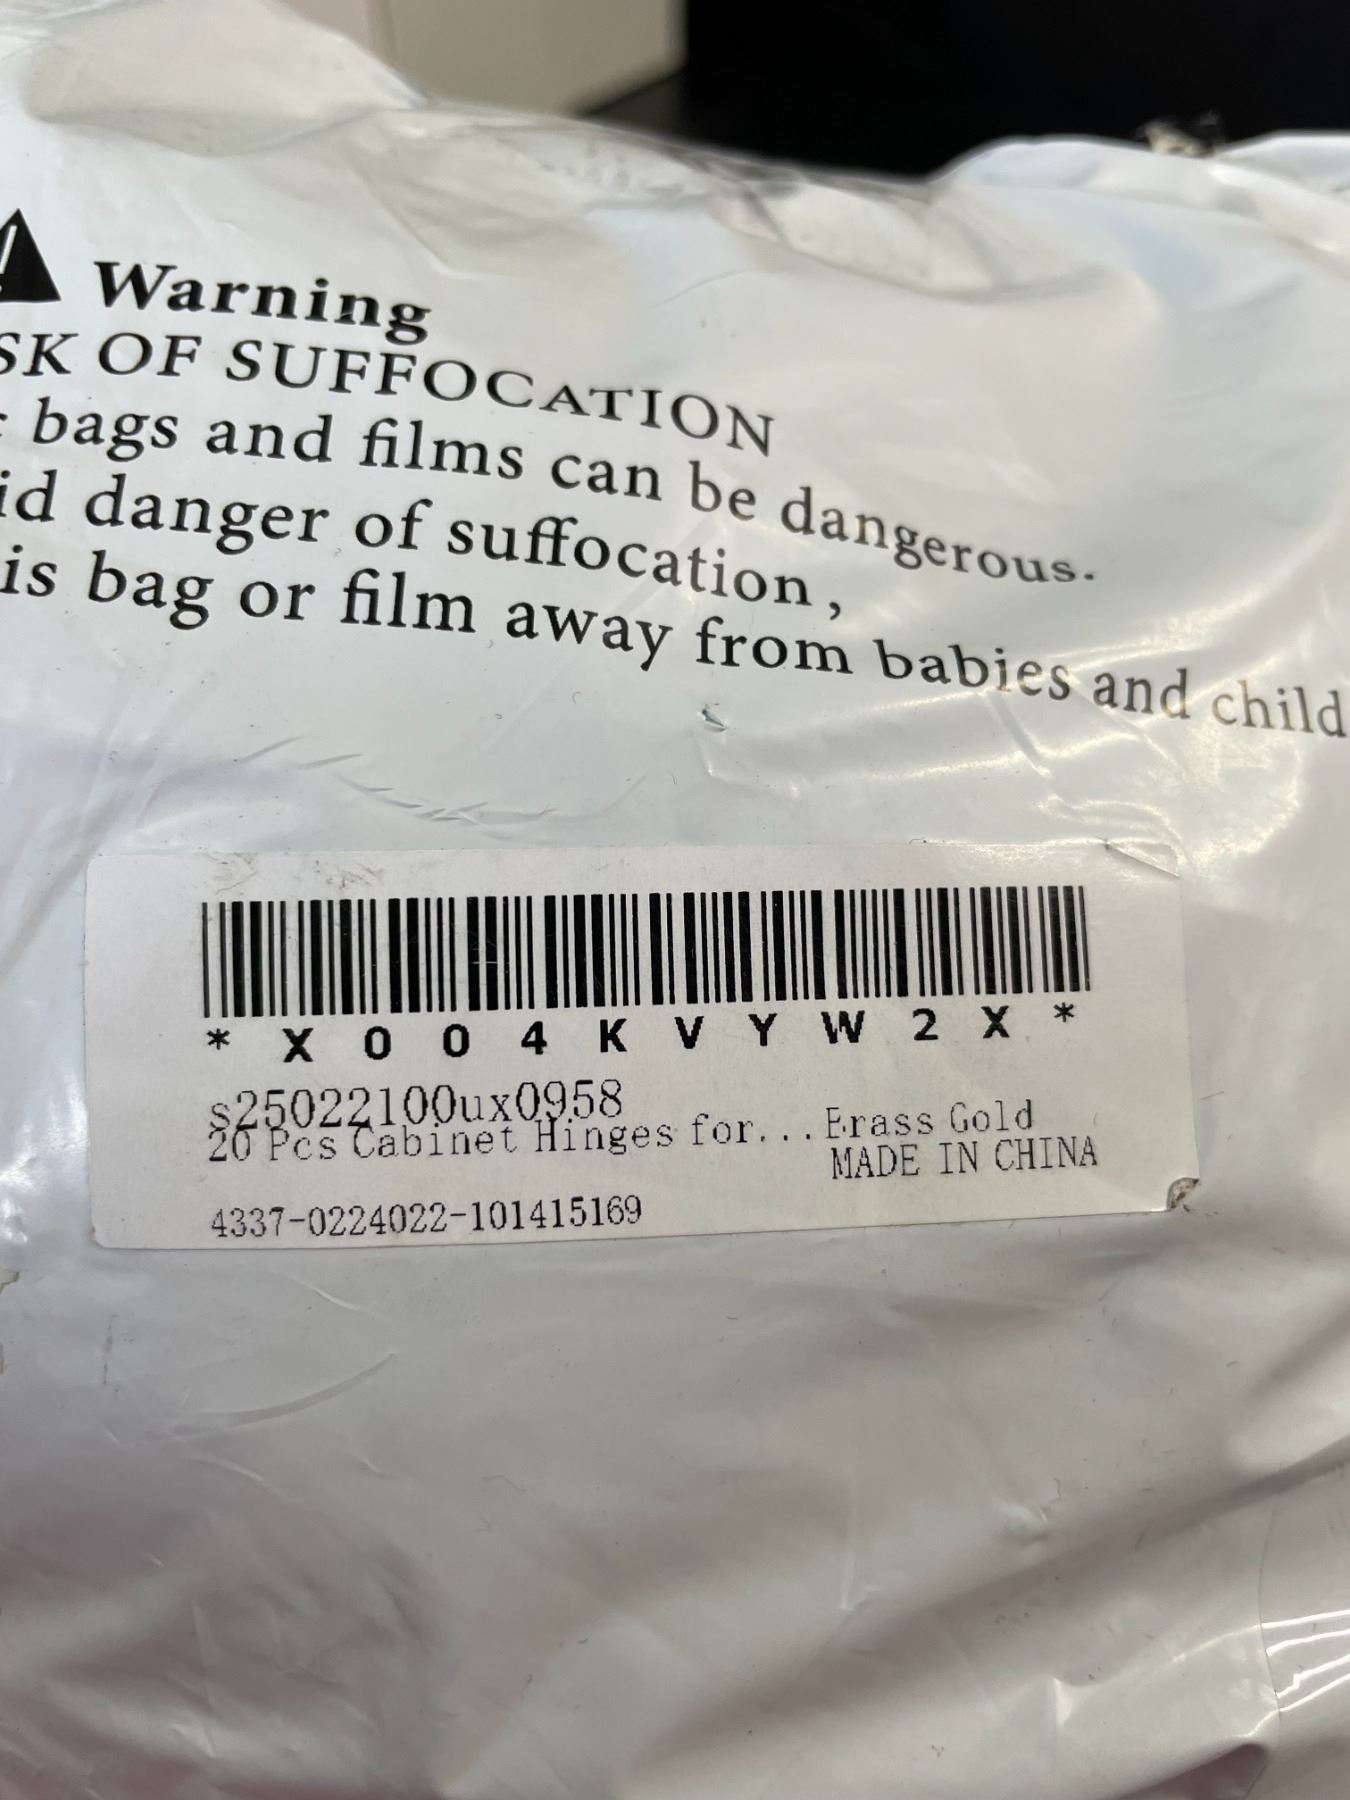 Warning
SK OF SUFFOCATION
bags and films can be dangerous.
id danger of suffocation,
is bag or film away from babies and child
*X004KVYW2X*
s25022100ux0958
20 Pcs Cabinet Hinges for...Brass Gold
MADE IN CHINA
4337-0224022-101415169